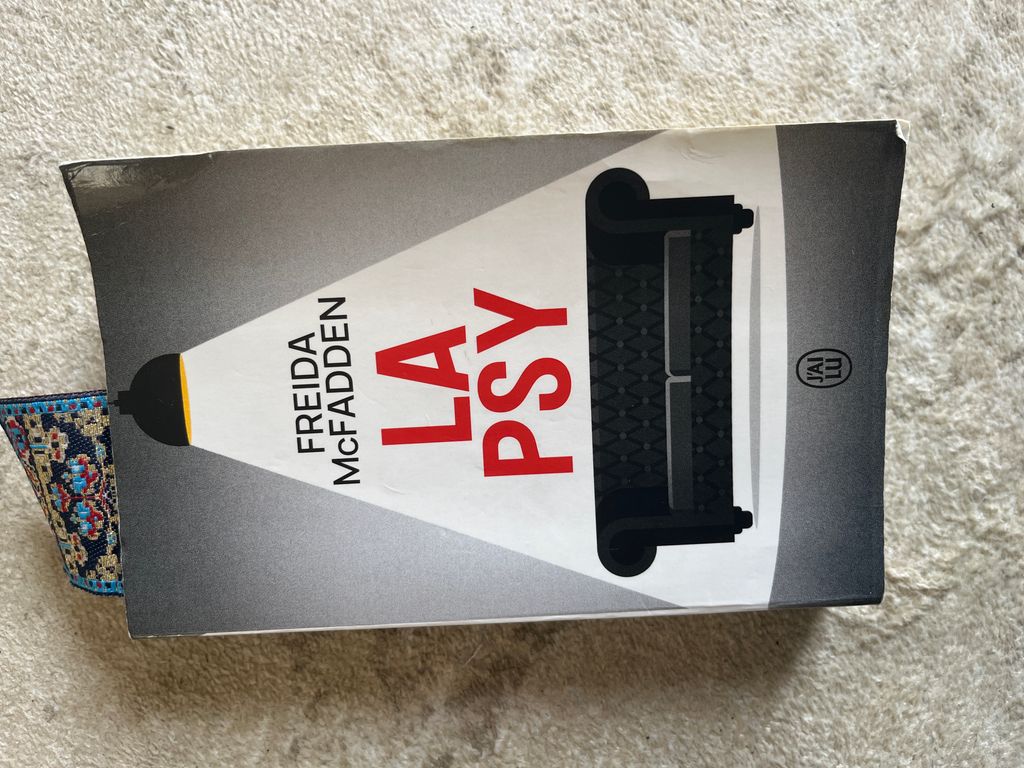 FREIDA
McFADDEN
LA
PSY
J'AI
LU